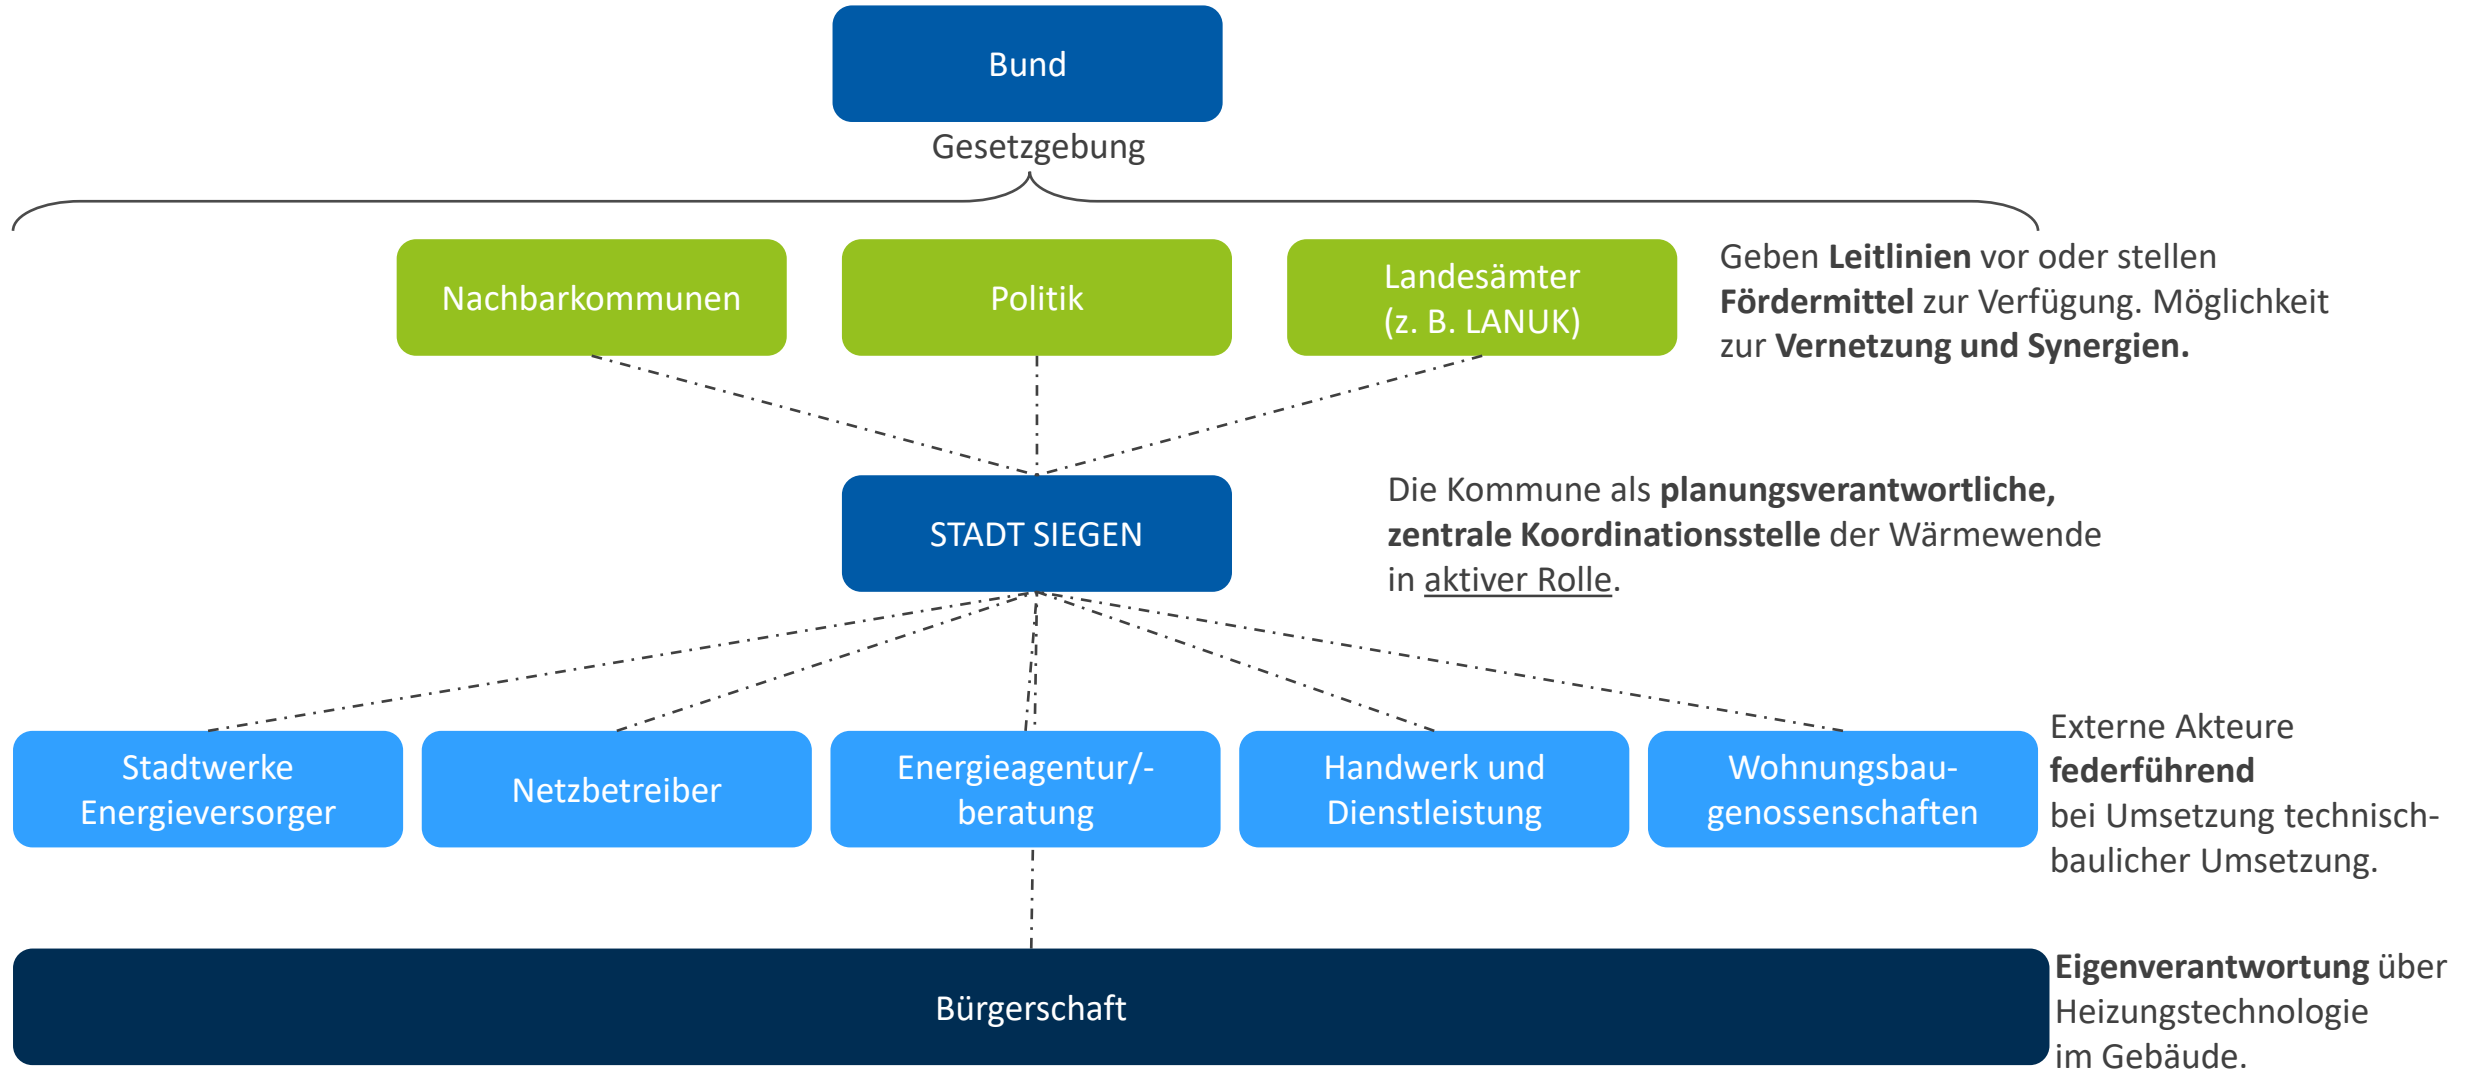 Bund
Gesetzgebung
Nachbarkommunen
Politik
Landesämter
(z. B. LANUK)
Geben Leitlinien vor oder stellen
Fördermittel zur Verfügung. Möglichkeit
zur Vernetzung und Synergien.
STADT SIEGEN
Die Kommune als planungsverantwortliche,
zentrale Koordinationsstelle der Wärmewende
in aktiver Rolle.
Stadtwerke
Energieversorger
Netzbetreiber
Energieagentur/-
beratung
Handwerk und
Dienstleistung
Wohnungsbau-
genossenschaften
Externe Akteure
federführend
bei Umsetzung technisch-
baulicher Umsetzung.
Bürgerschaft
Eigenverantwortung über
Heizungstechnologie
im Gebäude.